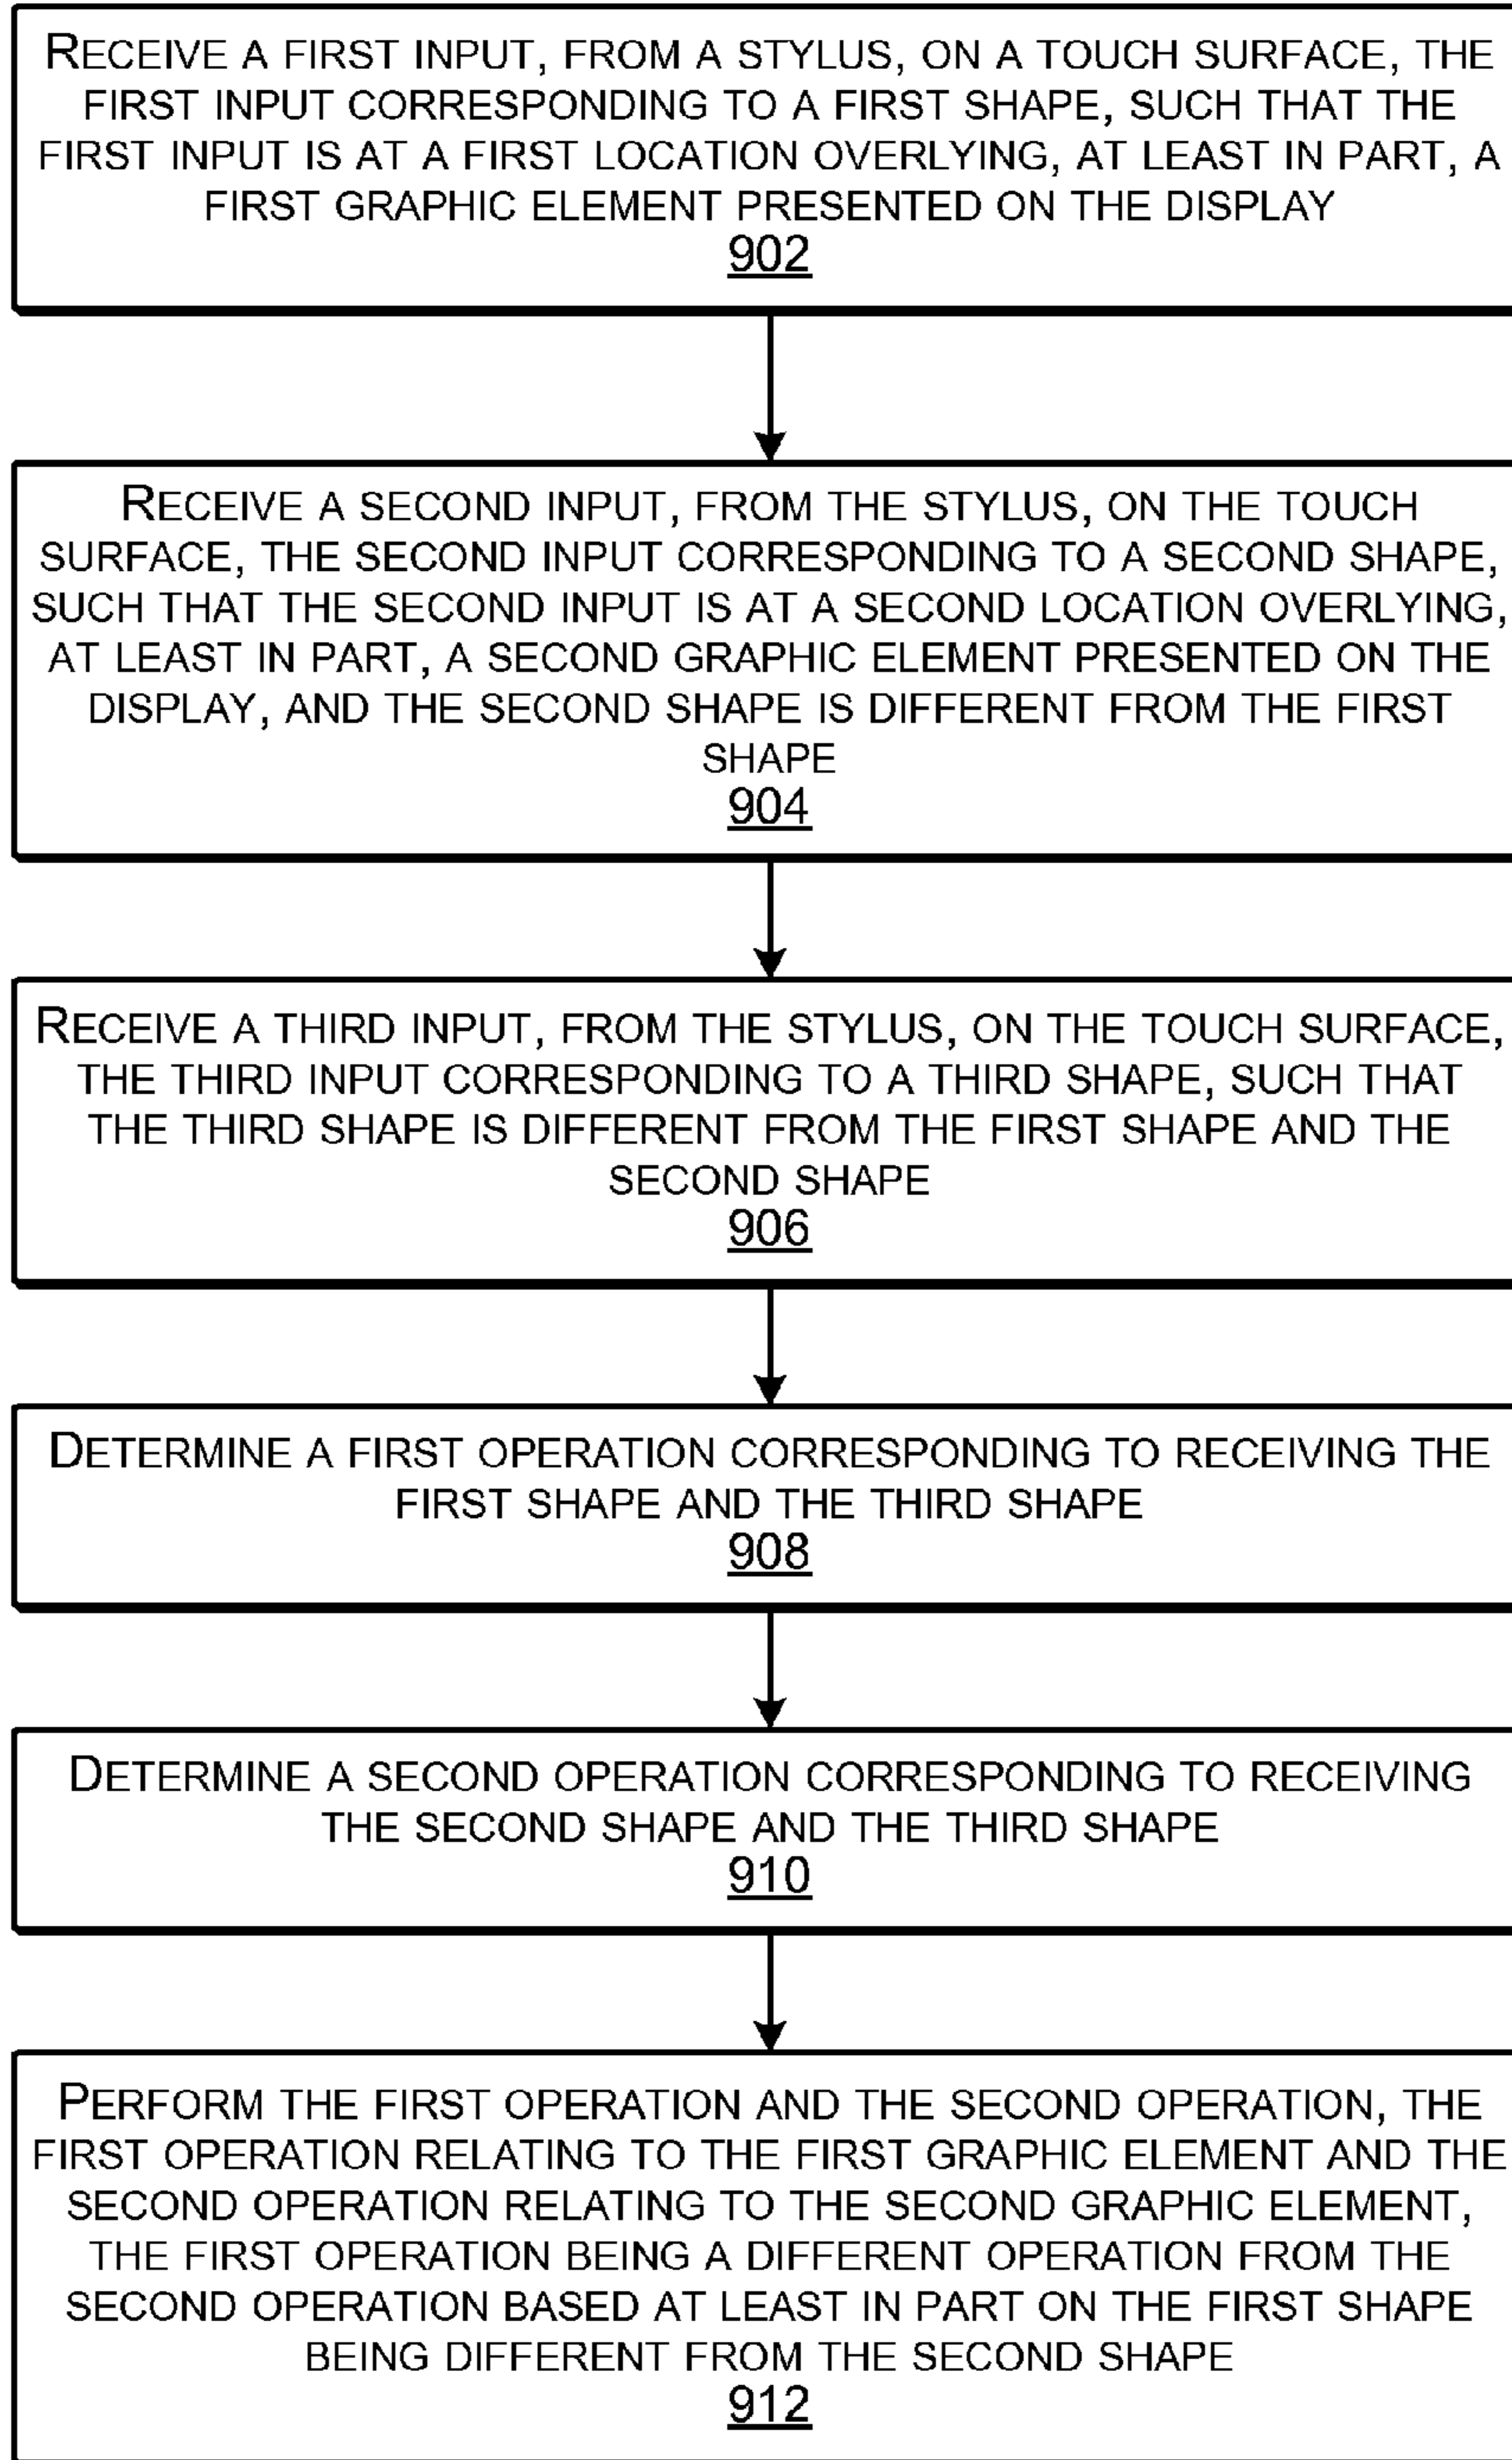 RECEIVE A FIRST INPUT, FROM A STYLUS, ON A TOUCH SURFACE, THE
FIRST INPUT CORRESPONDING TO A FIRST SHAPE, SUCH THAT THE
FIRST INPUT IS AT A FIRST LOCATION OVERLYING, AT LEAST IN PART, A
FIRST GRAPHIC ELEMENT PRESENTED ON THE DISPLAY
902
RECEIVE A SECOND INPUT, FROM THE STYLUS, ON THE TOUCH
SURFACE, THE SECOND INPUT CORRESPONDING TO A SECOND SHAPE,
SUCH THAT THE SECOND INPUT IS AT A SECOND LOCATION OVERLYING,
AT LEAST IN PART, A SECOND GRAPHIC ELEMENT PRESENTED ON THE
DISPLAY, AND THE SECOND SHAPE IS DIFFERENT FROM THE FIRST
SHAPE
904
RECEIVE A THIRD INPUT, FROM THE STYLUS, ON THE TOUCH SURFACE,
THE THIRD INPUT CORRESPONDING TO A THIRD SHAPE, SUCH THAT
THE THIRD SHAPE IS DIFFERENT FROM THE FIRST SHAPE AND THE
SECOND SHAPE
906
DETERMINE A FIRST OPERATION CORRESPONDING TO RECEIVING THE
FIRST SHAPE AND THE THIRD SHAPE
908
DETERMINE A SECOND OPERATION CORRESPONDING TO RECEIVING
THE SECOND SHAPE AND THE THIRD SHAPE
910
PERFORM THE FIRST OPERATION AND THE SECOND OPERATION, THE
FIRST OPERATION RELATING TO THE FIRST GRAPHIC ELEMENT AND THE
SECOND OPERATION RELATING TO THE SECOND GRAPHIC ELEMENT,
THE FIRST OPERATION BEING A DIFFERENT OPERATION FROM THE
SECOND OPERATION BASED AT LEAST IN PART ON THE FIRST SHAPE
BEING DIFFERENT FROM THE SECOND SHAPE
912